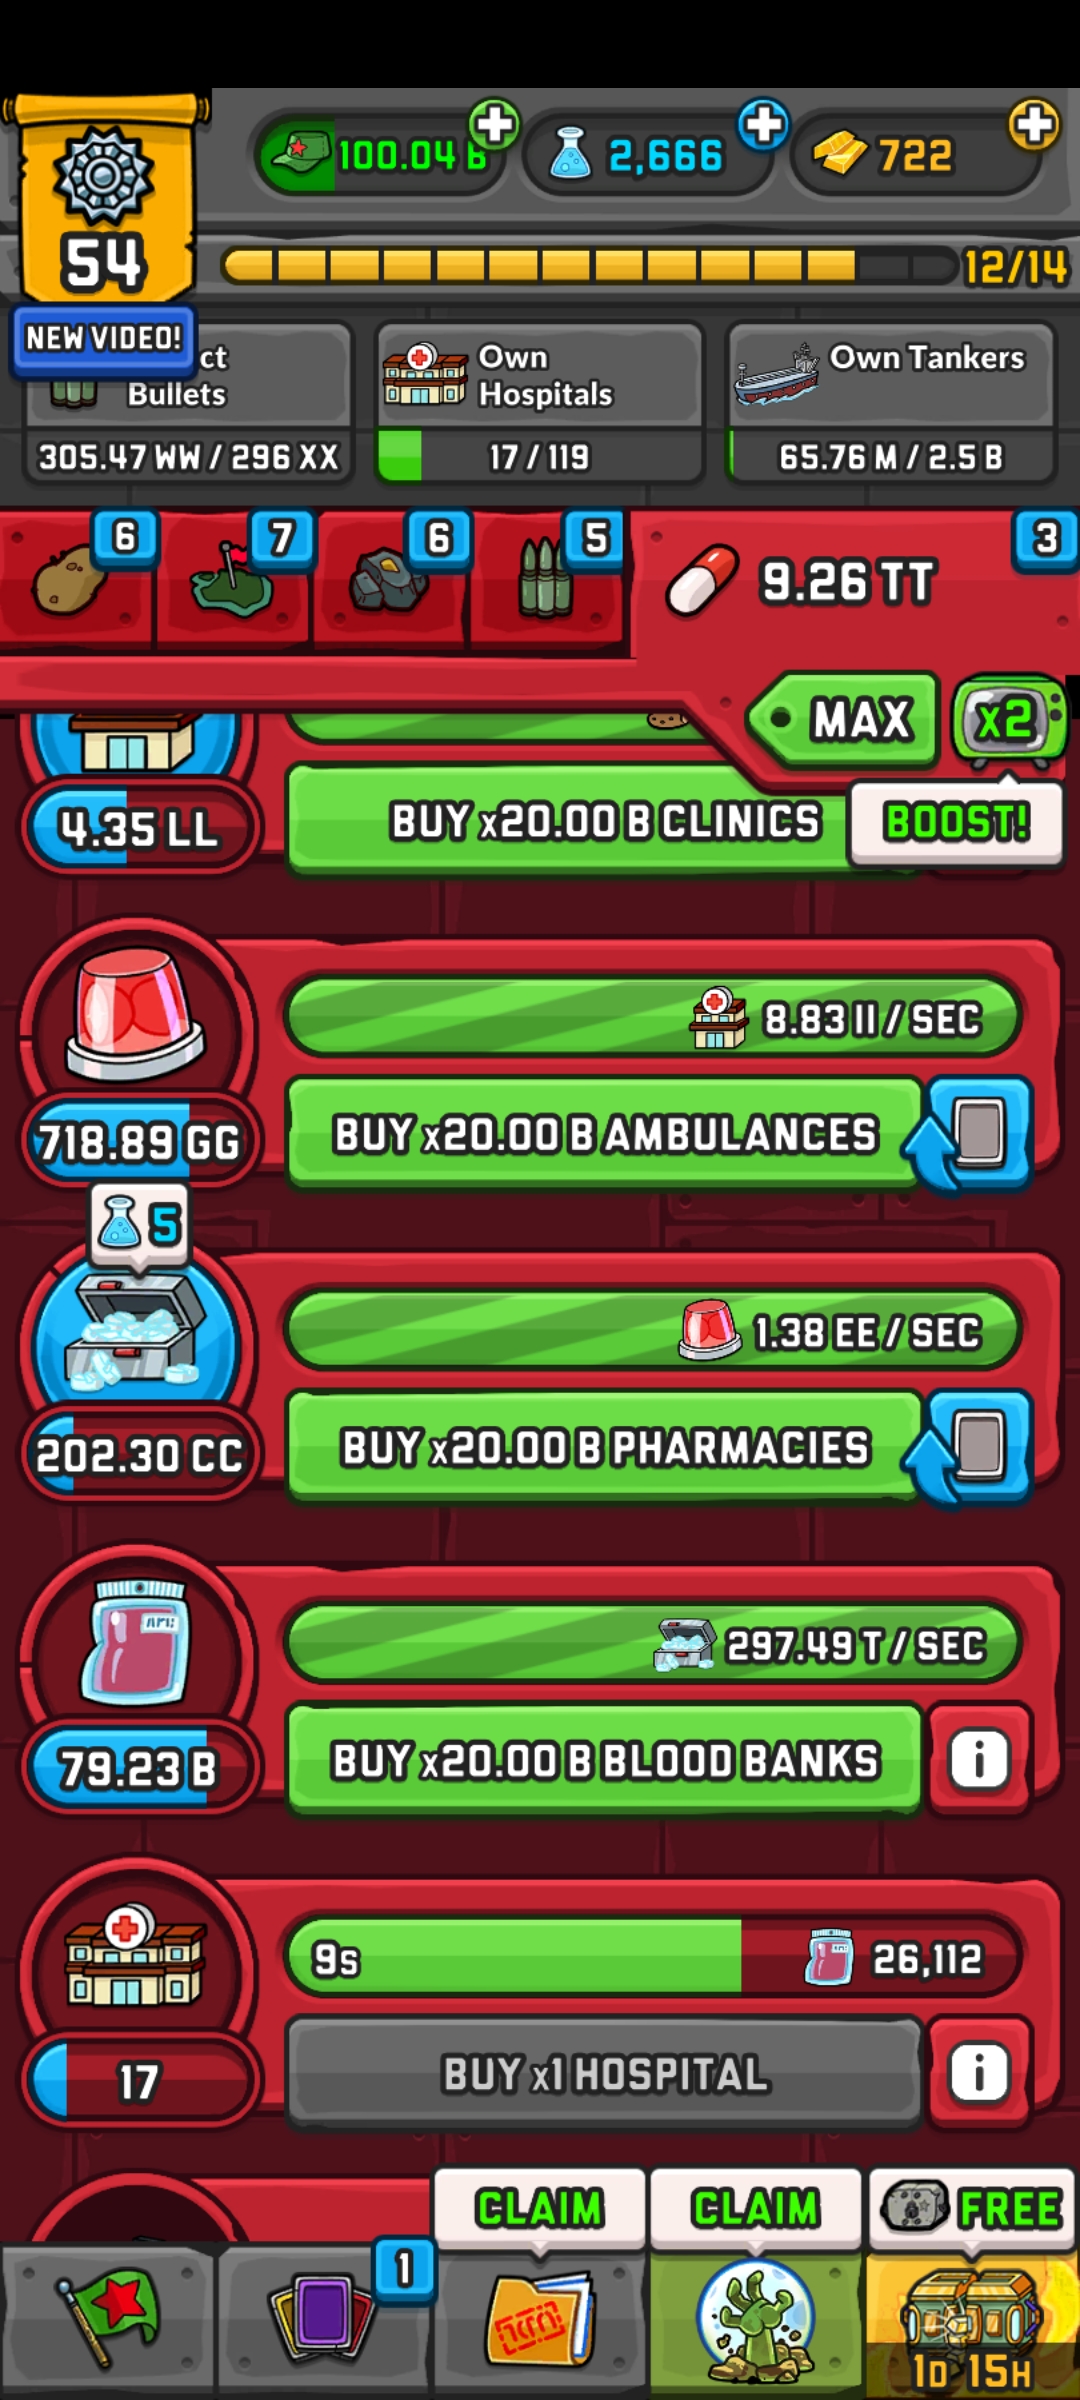 100.04 B
2,666
722
54
12/14
NEW VIDEO!
ct
Bullets
305.47 WW / 296 XX
Own
Hospitals
17 / 119
Own Tankers
65.76 M / 2.5 B
6
7
6
5
3
9.26 TT
MAX
x2
BOOST!
4.35 LL
BUY x20.00 B CLINICS
8.83 II / SEC
718.89 GG
BUY x20.00 B AMBULANCES
5
1.38 EE / SEC
202.30 CC
BUY x20.00 B PHARMACIES
297.49 T / SEC
79.23 B
BUY x20.00 B BLOOD BANKS
i
9s
26,112
17
BUY x1 HOSPITAL
i
CLAIM
CLAIM
FREE
1
1D 15H